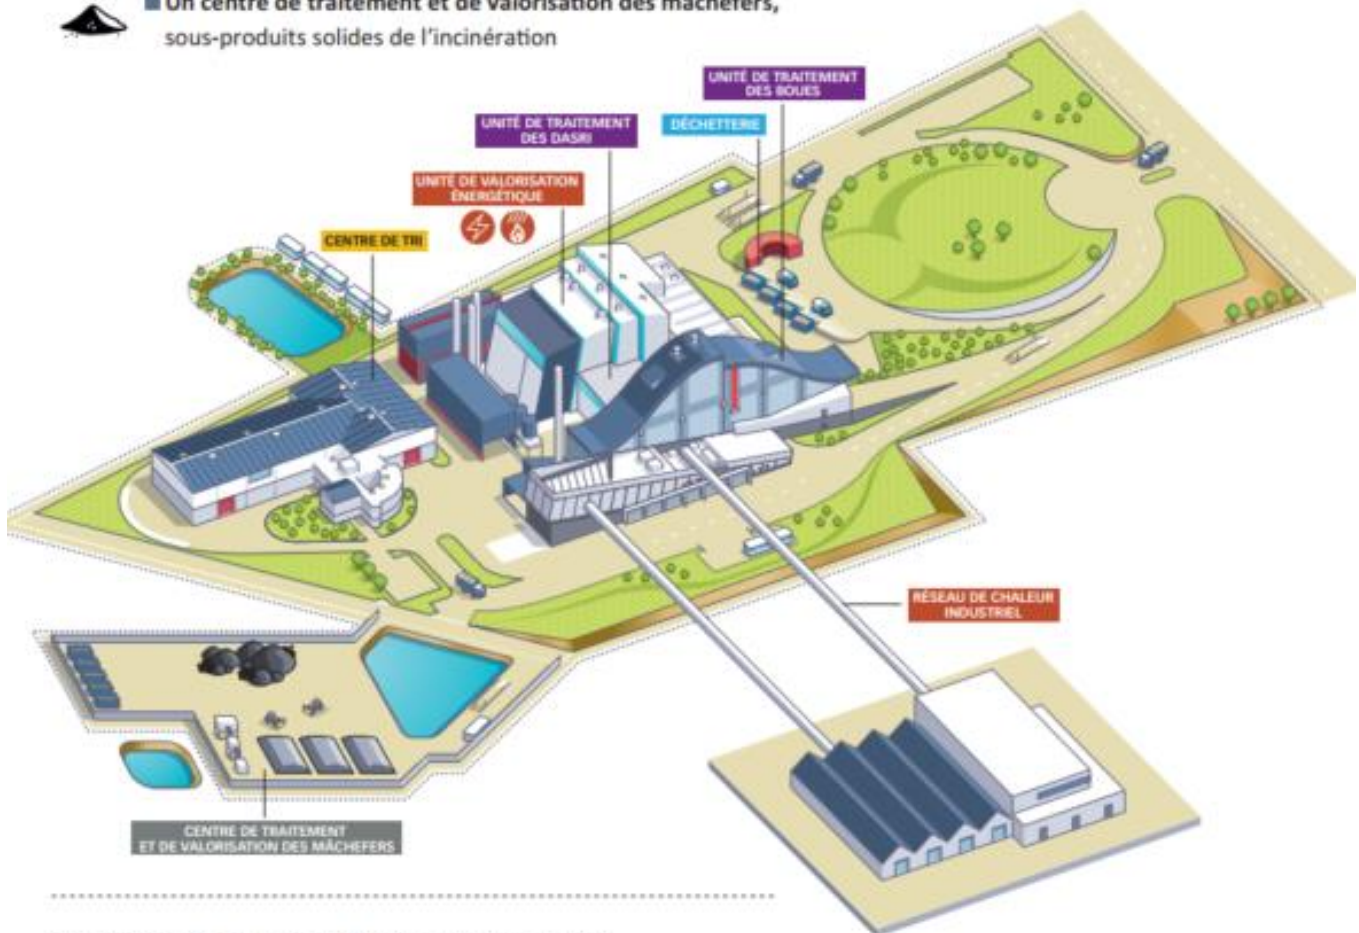 Un centre de traitement et de valorisation des mâchefers,
sous-produits solides de l'incinération
UNITÉ DE TRAITEMENT
DES BOUES
UNITÉ DE TRAITEMENT
DES DASRI
DÉCHETTERIE
UNITÉ DE VALORISATION
ÉNERGÉTIQUE
CENTRE DE TRI
RÉSEAU DE CHALEUR
INDUSTRIEL
CENTRE DE TRAITEMENT
ET DE VALORISATION DES MÂCHEFERS